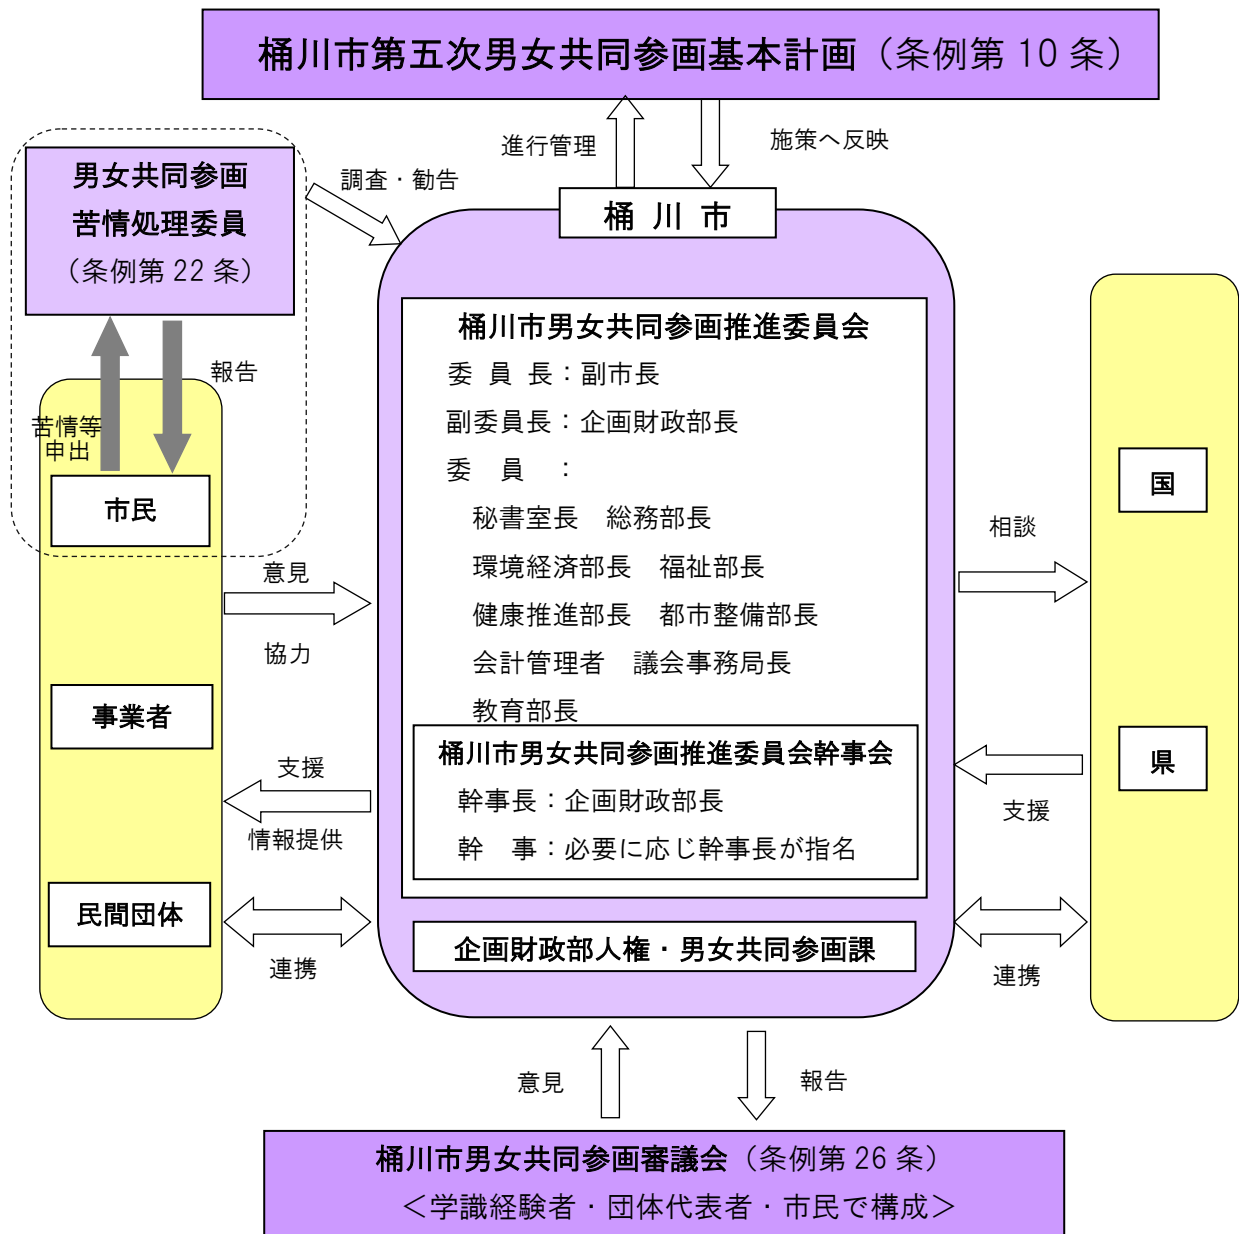 桶川市第五次男女共同参画基本計画（条例第 10 条）
進行管理
施策へ反映
男女共同参画
苦情処理委員
（条例第 22 条）
調査・勧告
桶 川 市
報告
苦情等
申出
市民
意見
協力
事業者
支援
情報提供
民間団体
連携
桶川市男女共同参画推進委員会
委 員 長：副市長
副委員長：企画財政部長
委　員　：
秘書室長　総務部長
環境経済部長　福祉部長
健康推進部長　都市整備部長
会計管理者　議会事務局長
教育部長
桶川市男女共同参画推進委員会幹事会
幹事長：企画財政部長
幹　事：必要に応じ幹事長が指名
企画財政部人権・男女共同参画課
相談
国
県
支援
連携
意見
報告
桶川市男女共同参画審議会（条例第 26 条）
＜学識経験者・団体代表者・市民で構成＞